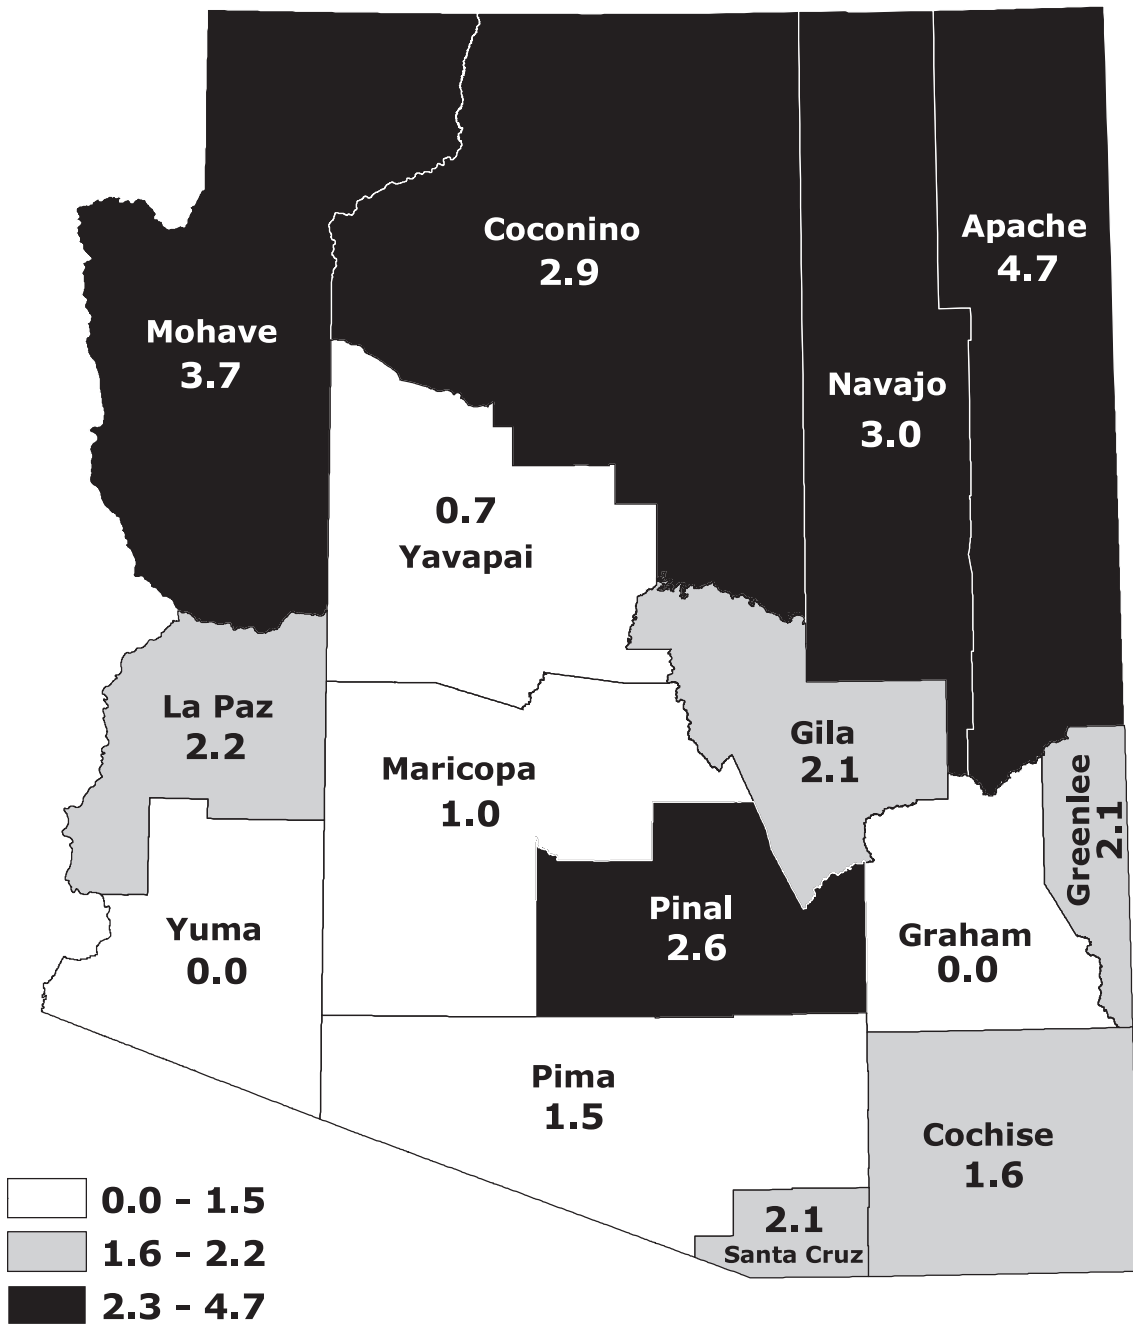 Coconino
2.9
Apache
4.7
Mohave
3.7
Navajo
3.0
0.7
Yavapai
La Paz
2.2
Gila
2.1
Maricopa
1.0
Greenlee
2.1
Pinal
2.6
Yuma
0.0
Graham
0.0
Pima
1.5
Cochise
1.6
2.1
Santa Cruz
0.0 - 1.5
1.6 - 2.2
2.3 - 4.7